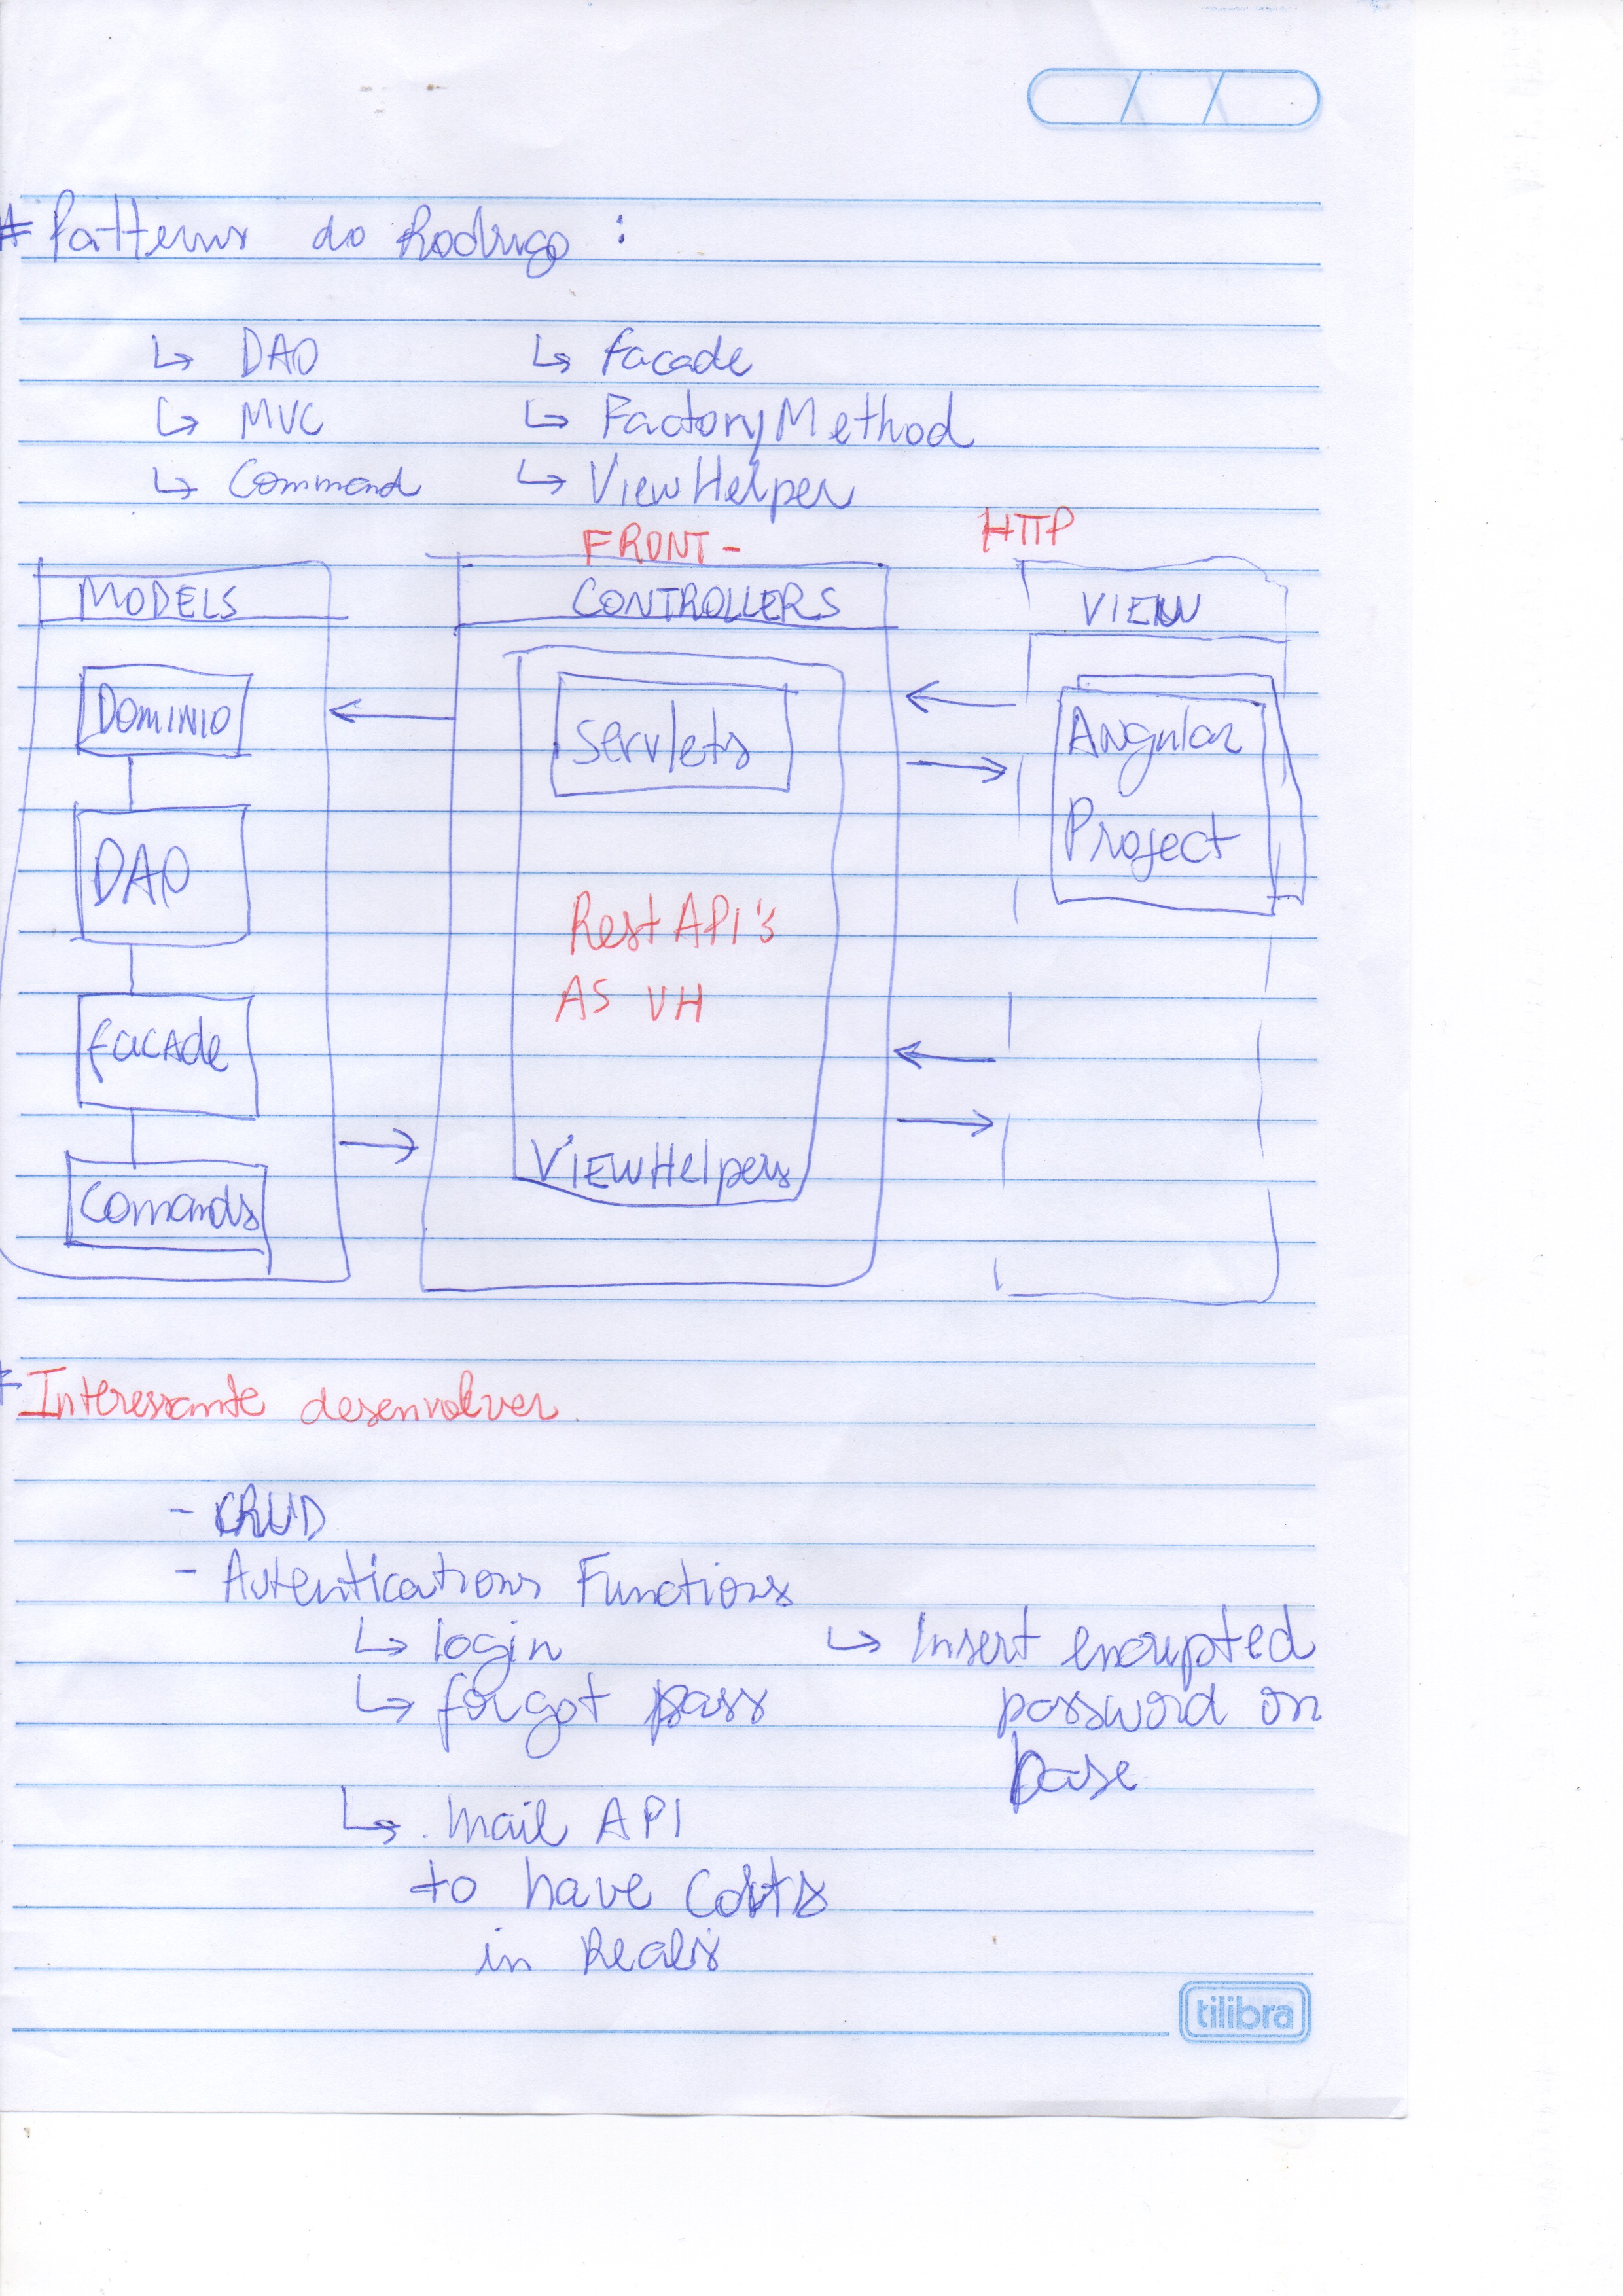 # Patterns do Rodrigo :
↳ DAO ↳ facade
↳ MVC ↳ FactoryMethod
↳ Command ↳ ViewHelper
FRONT - HTTP
MODELS CONTROLLERS VIEW
Dominio Servlets Angular
Project
DAO
Rest API's
AS VH
facade
ViewHelpers
Comands
Interessante desenvolver.
- CRUD
- Autentications Functions
↳ login ↳ Insert encrupted
↳ forgot pass password on
base
↳ . mail API
to have Costs
in Reais
tilibra